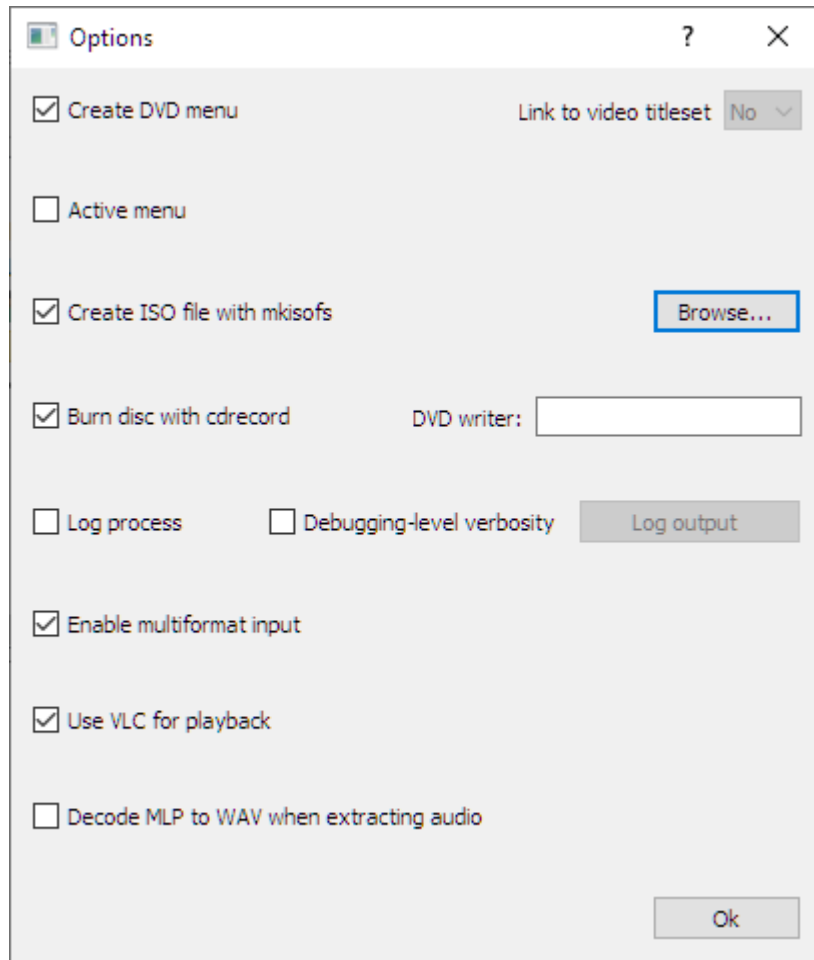 Options ?
Create DVD menu Link to video titleset No
Active menu
Create ISO file with mkisofs Browse...
Burn disc with cdrecord DVD writer:
Log process Debugging-level verbosity Log output
Enable multiformat input
Use VLC for playback
Decode MLP to WAV when extracting audio
Ok